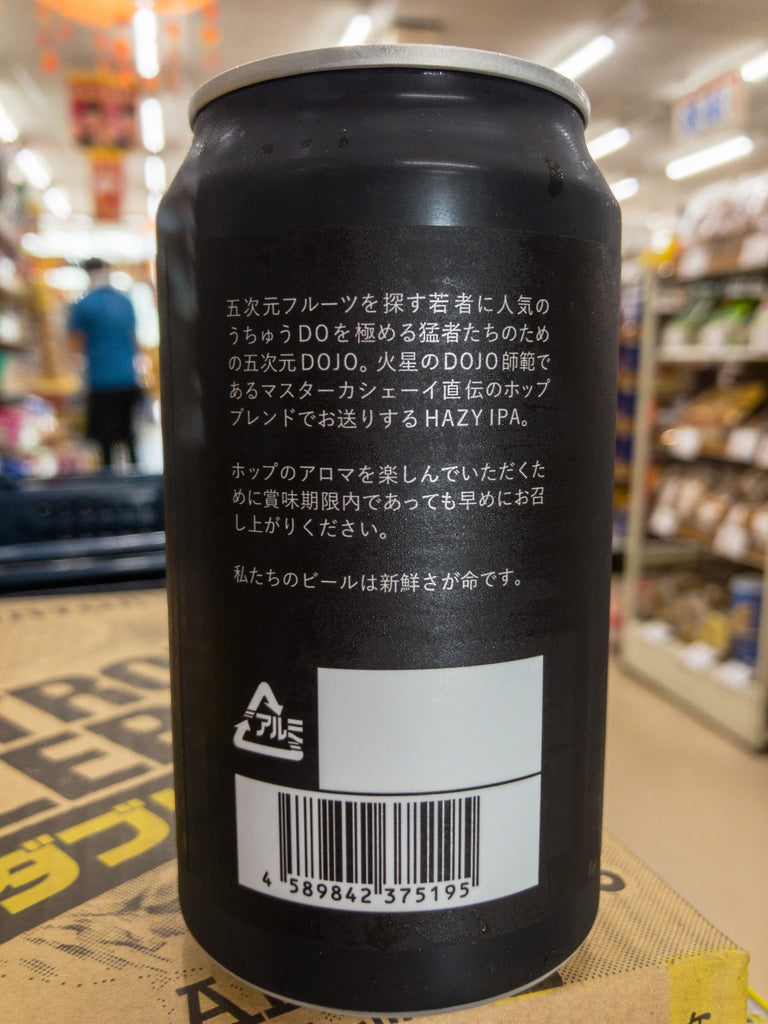 五次元フルーツを探す若者に人気の
うちゅうDOを極める猛者たちのため
の五次元DOJO。火星のDOJO師範で
あるマスターカシェーイ直伝のホップ
ブレンドでお送りするHAZY IPA。
ホップのアロマを楽しんでいただくた
めに賞味期限内であっても早めにお召
し上がりください。
私たちのビールは新鮮さが命です。
アルミ
4 589842 375195
ダブル